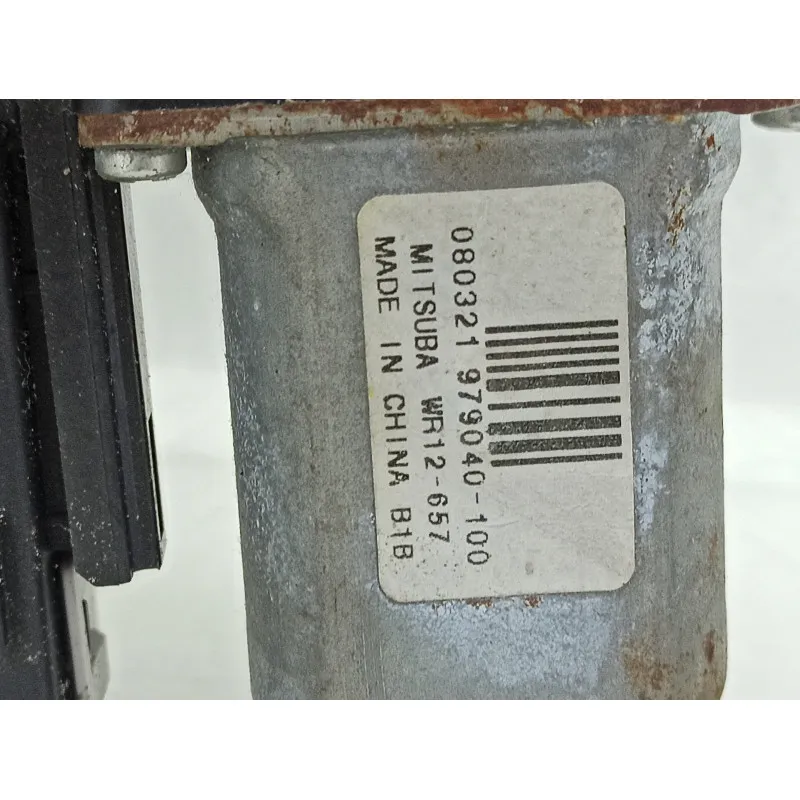 080321 979040-100
MITSUBA WR12-657
MADE IN CHINA B1B